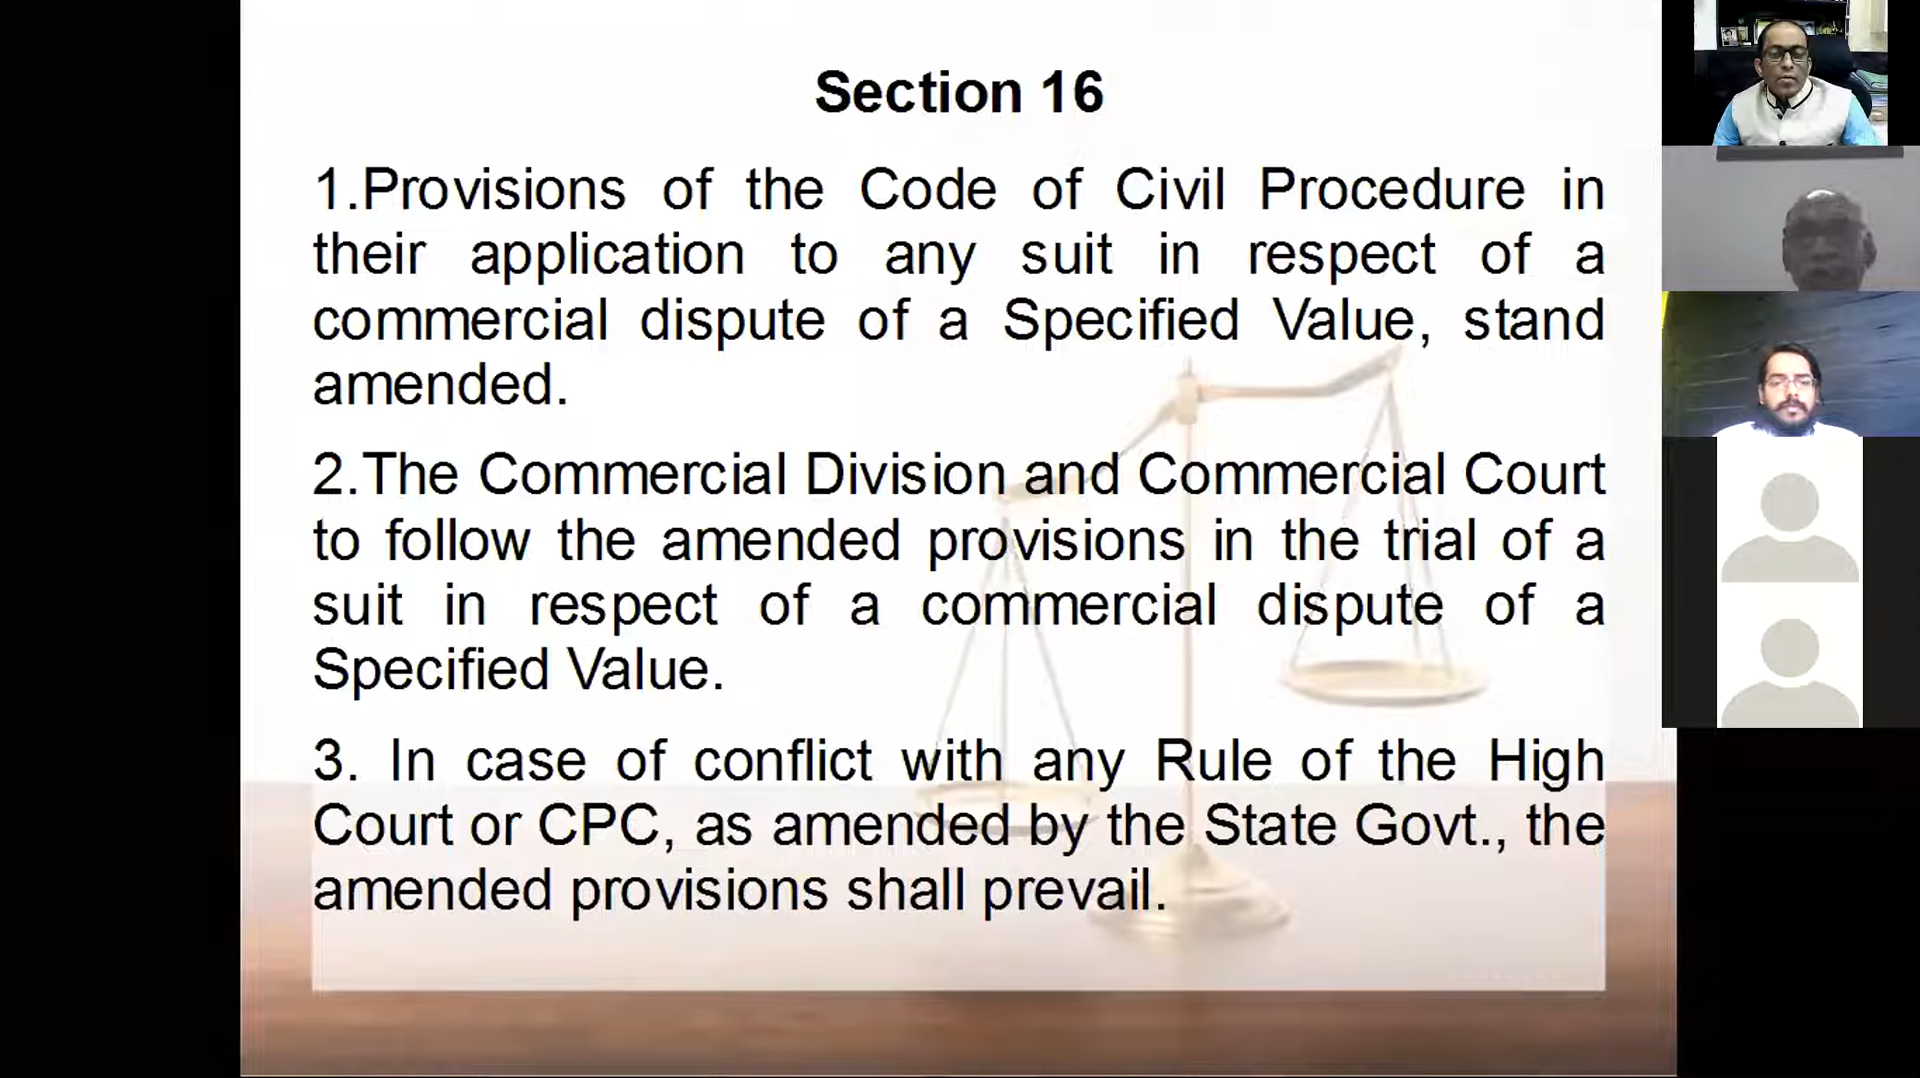 Section 16
1.Provisions of the Code of Civil Procedure in
their application to any suit in respect of a
commercial dispute of a Specified Value, stand
amended.
2.The Commercial Division and Commercial Court
to follow the amended provisions in the trial of a
suit in respect of a commercial dispute of a
Specified Value.
3. In case of conflict with any Rule of the High
Court or CPC, as amended by the State Govt., the
amended provisions shall prevail.